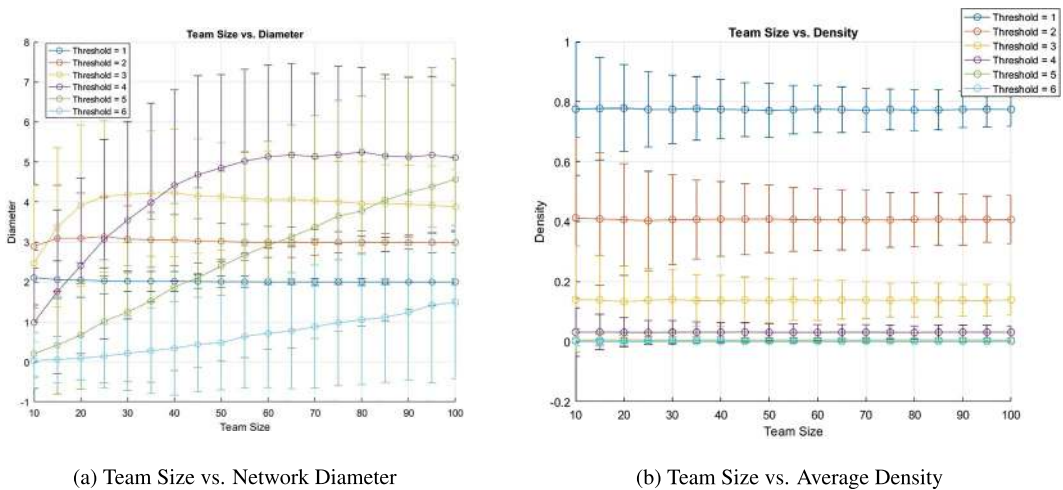 Team Size vs. Diameter
8
7
6
5
4
3
2
1
0
-1
Diameter
Threshold = 1
Threshold = 2
Threshold = 3
Threshold = 4
Threshold = 5
Threshold = 6
10 20 30 40 50 60 70 80 90 100
Team Size
(a) Team Size vs. Network Diameter
Team Size vs. Density
1
0.8
0.6
0.4
0.2
0
-0.2
Density
Threshold = 1
Threshold = 2
Threshold = 3
Threshold = 4
Threshold = 5
Threshold = 6
10 20 30 40 50 60 70 80 90 100
Team Size
(b) Team Size vs. Average Density